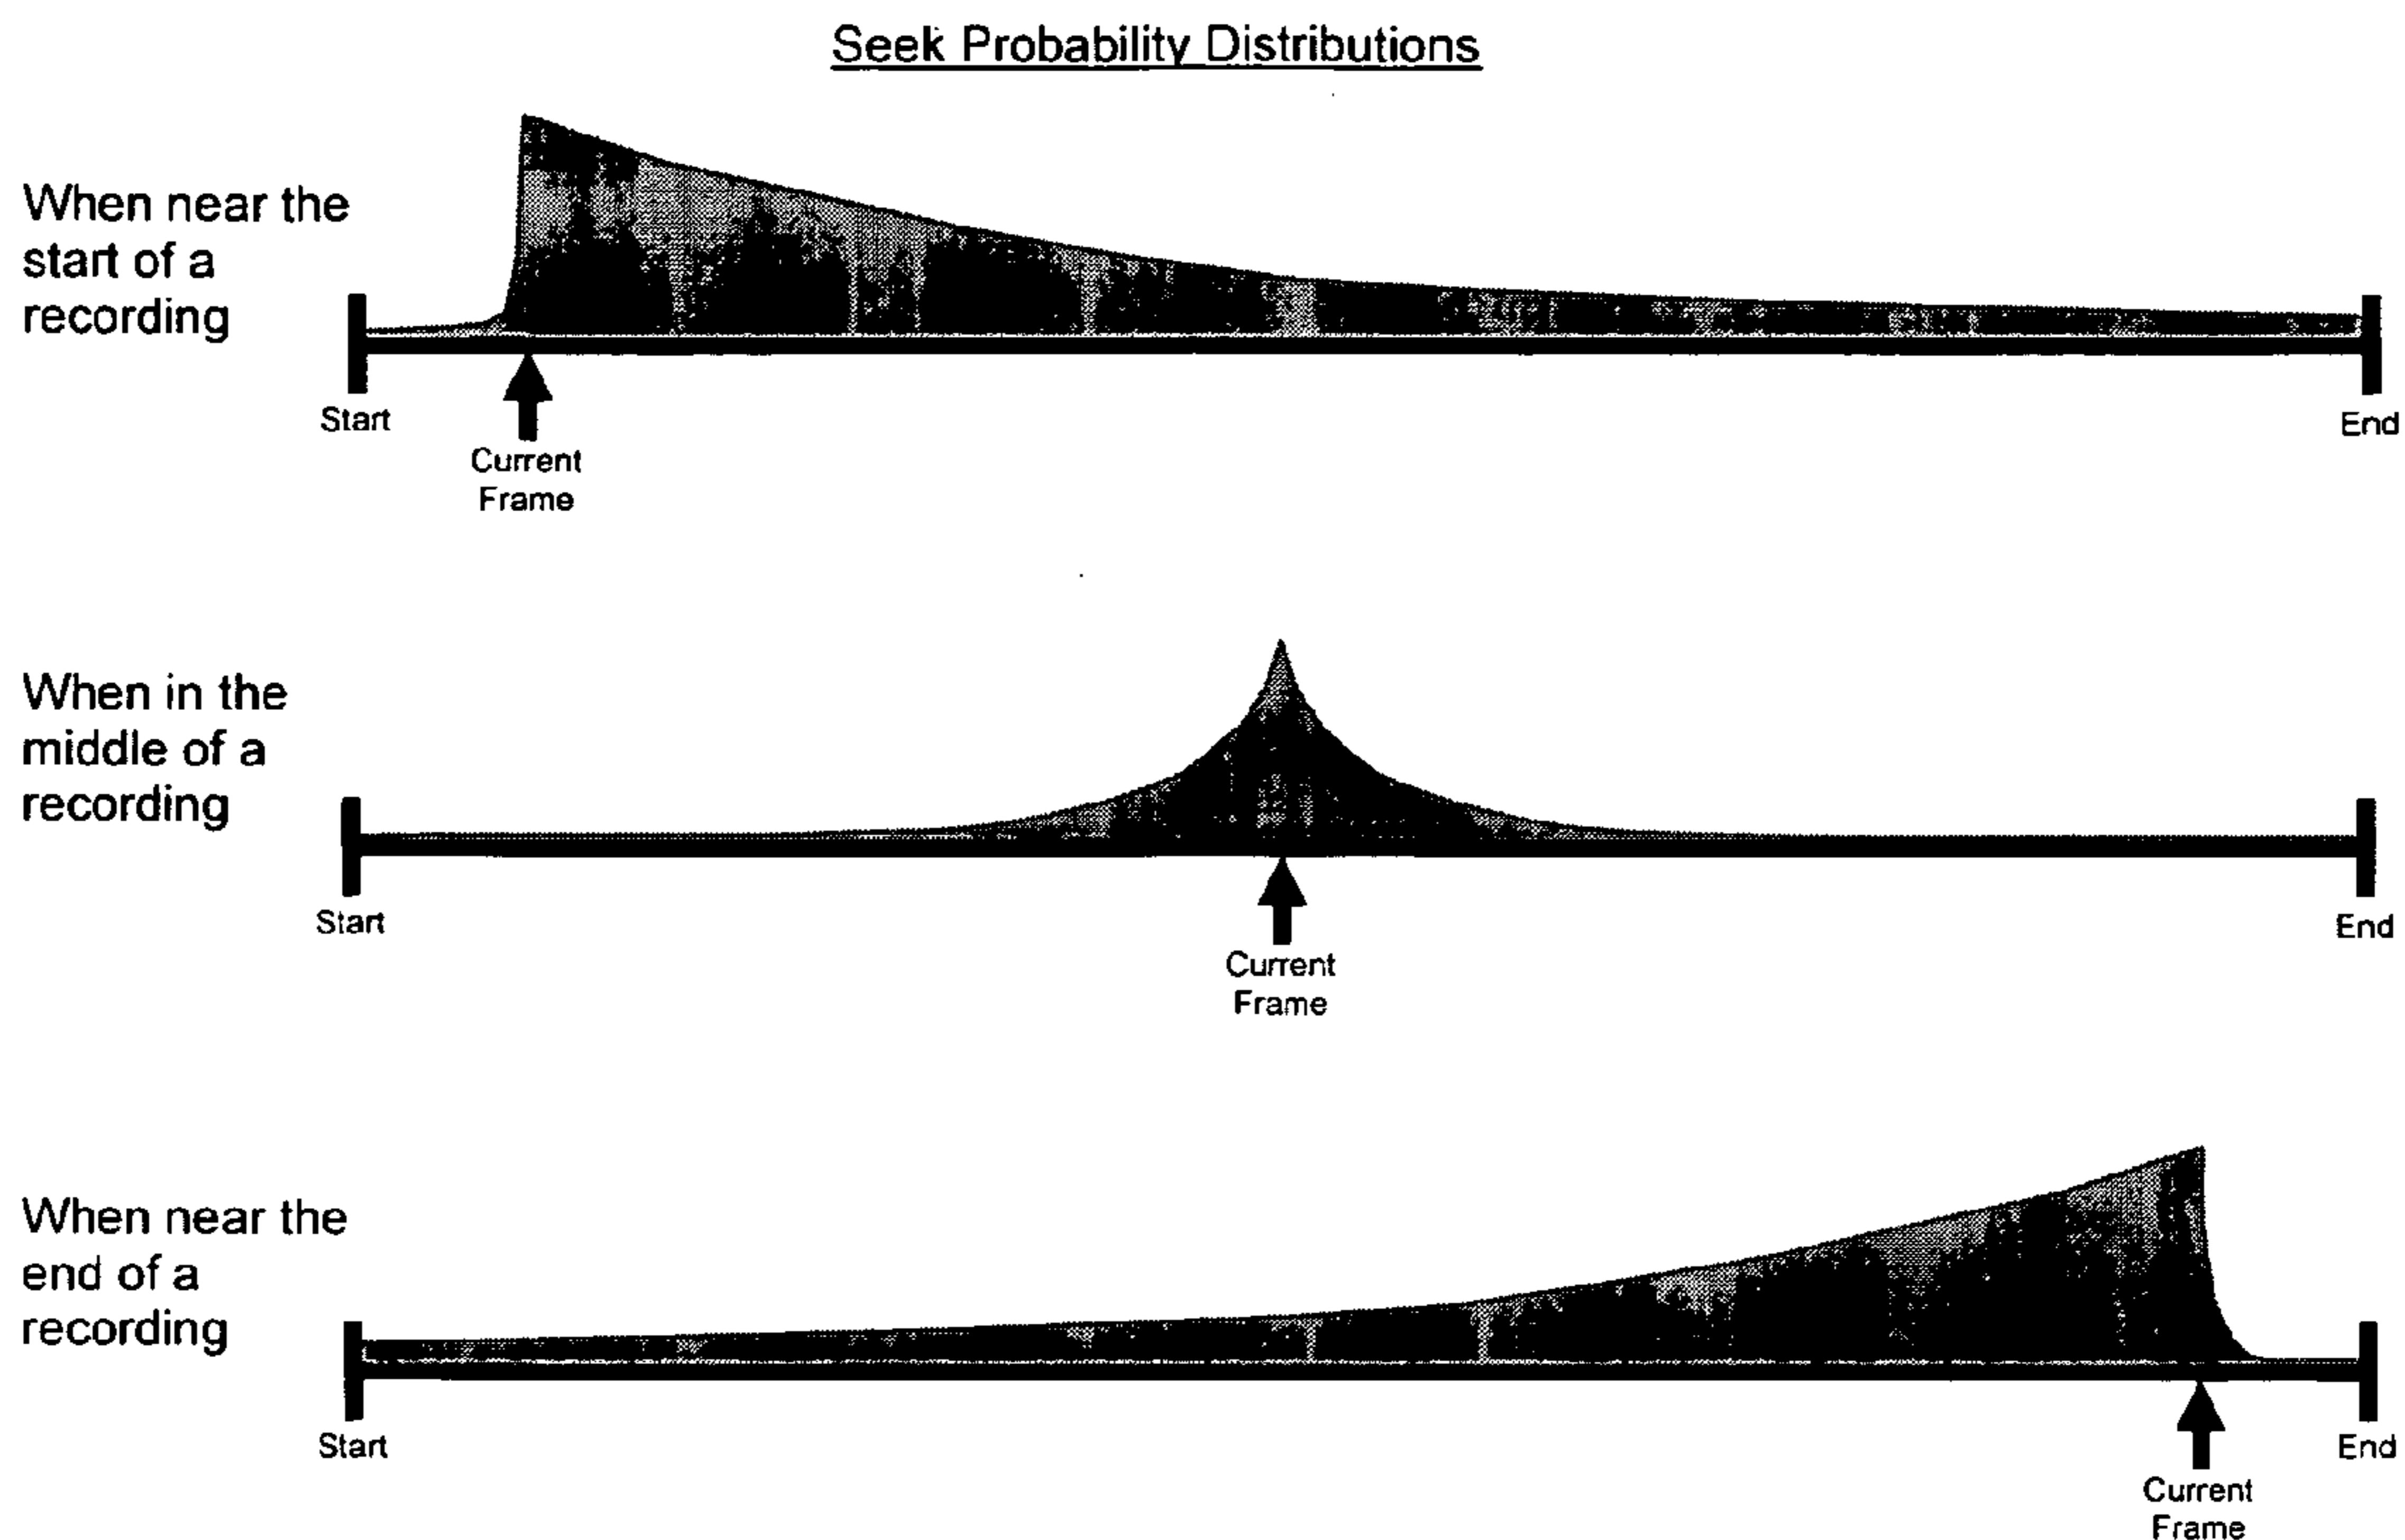 Seek Probability Distributions
When near the
start of a
recording
Start
End
Current
Frame
When in the
middle of a
recording
Start
End
Current
Frame
When near the
end of a
recording
Start
End
Current
Frame